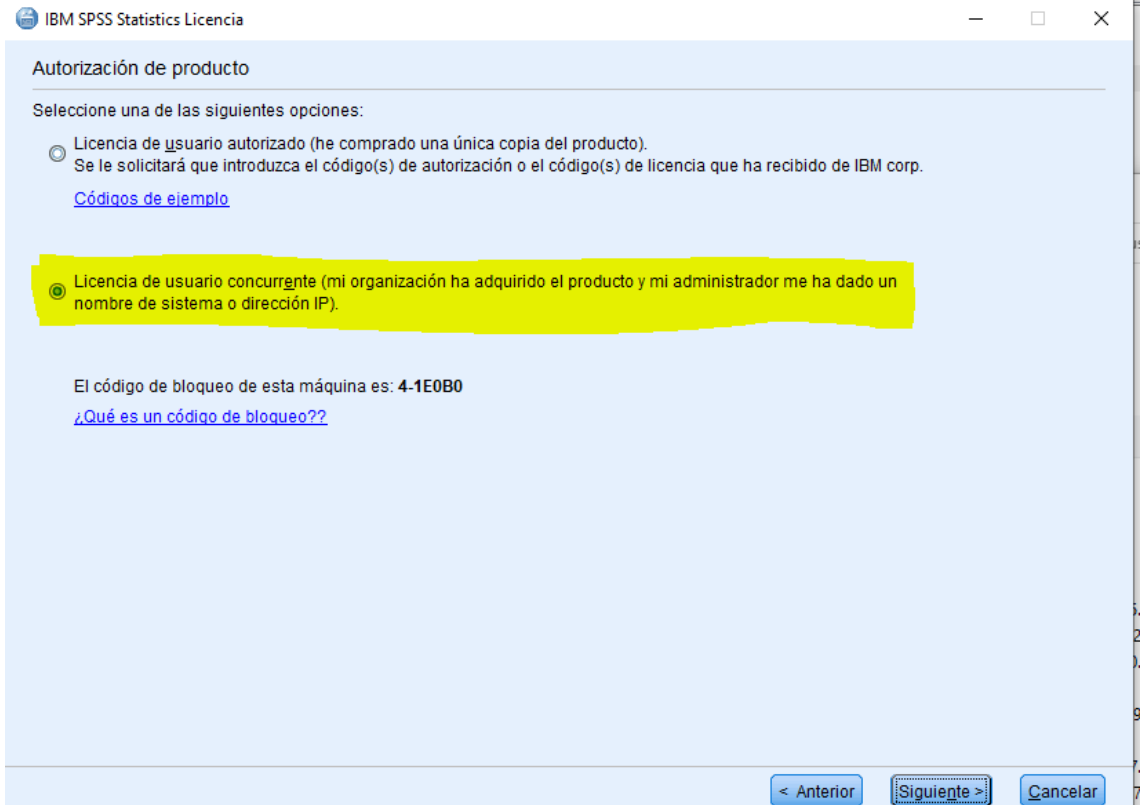 IBM SPSS Statistics Licencia
Autorización de producto
Seleccione una de las siguientes opciones:
Licencia de usuario autorizado (he comprado una única copia del producto).
Se le solicitará que introduzca el código(s) de autorización o el código(s) de licencia que ha recibido de IBM corp.
Códigos de ejemplo
Licencia de usuario concurrente (mi organización ha adquirido el producto y mi administrador me ha dado un
nombre de sistema o dirección IP).
El código de bloqueo de esta máquina es: 4-1E0B0
¿Qué es un código de bloqueo??
< Anterior
Siguiente >
Cancelar